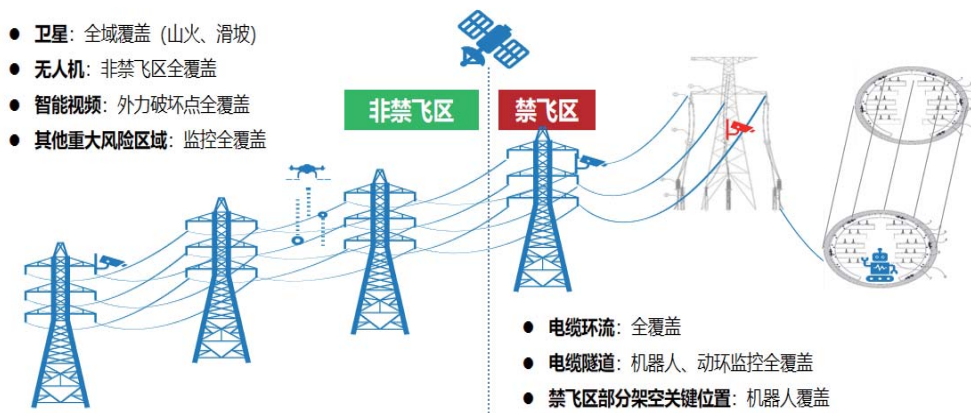 ● 卫星：全域覆盖（山火、滑坡）
● 无人机：非禁飞区全覆盖
● 智能视频：外力破坏点全覆盖
● 其他重大风险区域：监控全覆盖
非禁飞区
禁飞区
● 电缆环流：全覆盖
● 电缆隧道：机器人、动环监控全覆盖
● 禁飞区部分架空关键位置：机器人覆盖